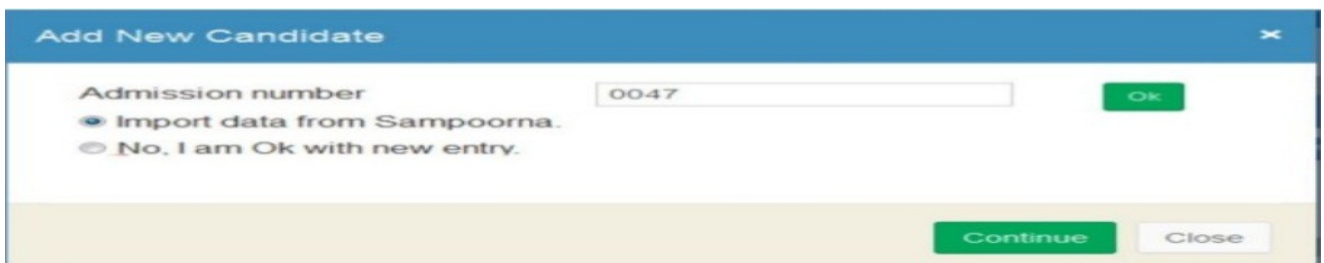 Add New Candidate ×
Admission number 0047 Ok
Import data from Sampoorna.
No, I am Ok with new entry.
Continue Close